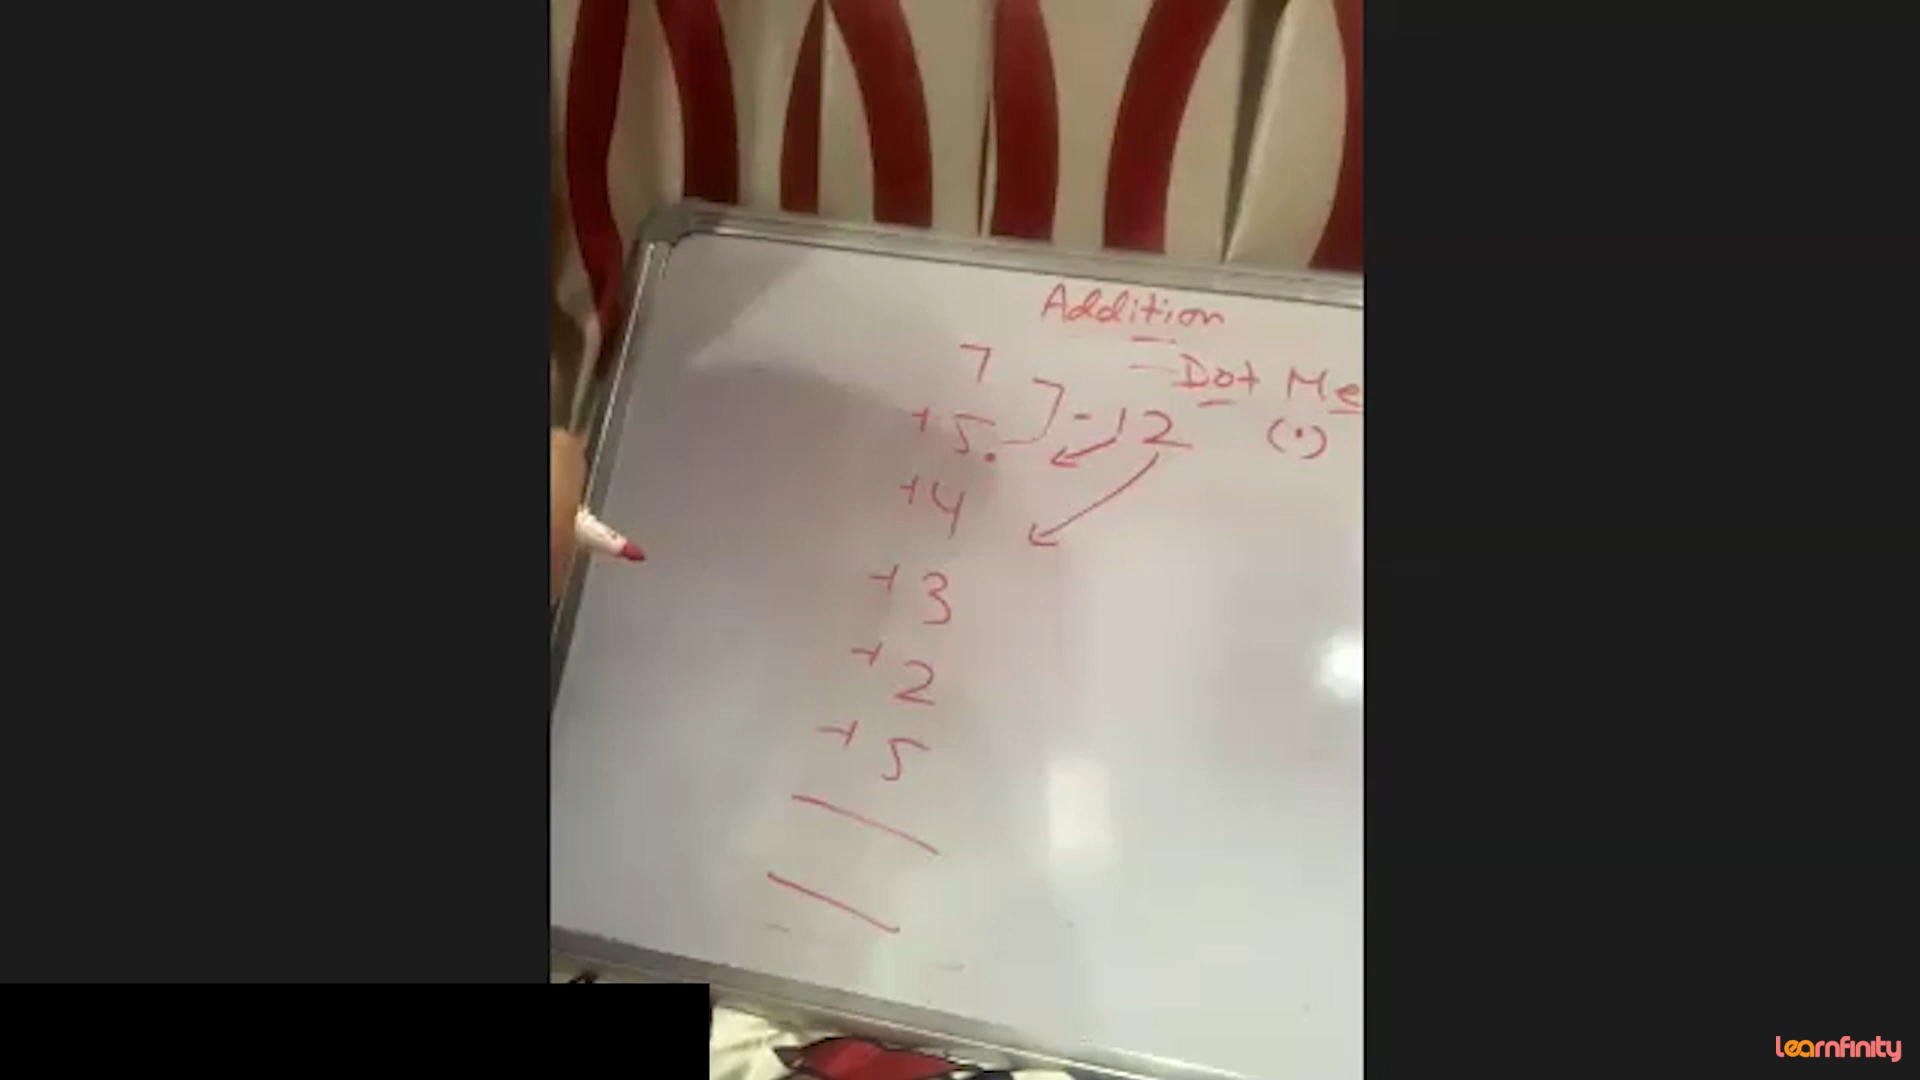 Addition
7
- Dot Me
+ 5. ] - 12
(•)
+ 4
+ 3
+ 2
+ 5
learnfinity